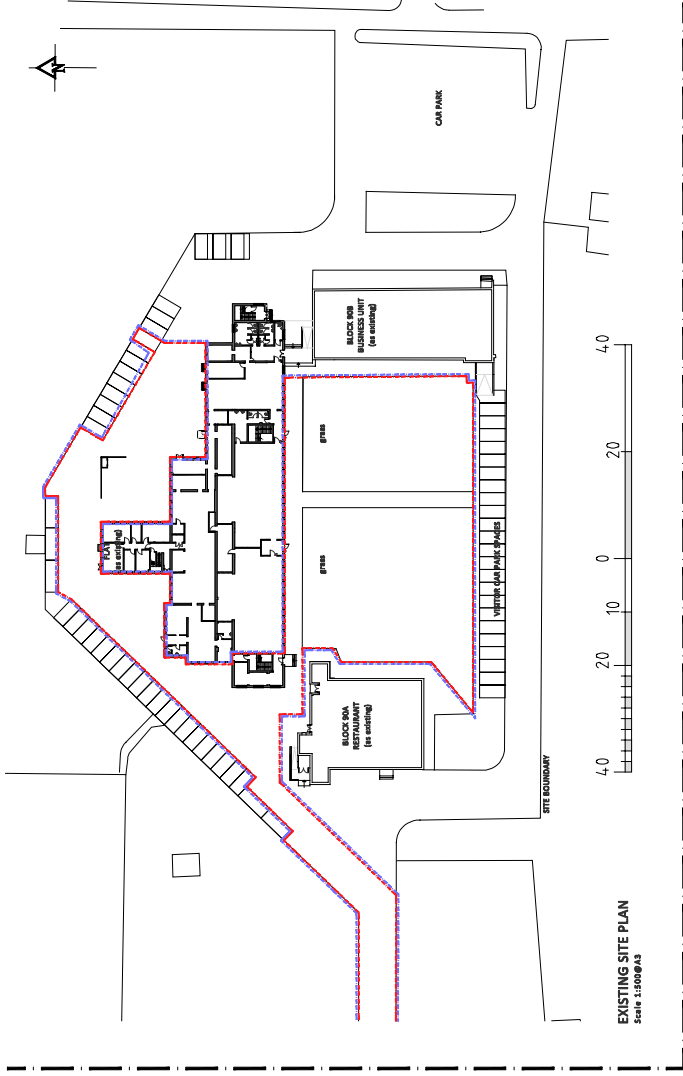 N
CAR PARK
BLOCK 90B
BUSINESS UNIT
(as existing)
grass
grass
FLAT
(as existing)
VISITOR CAR PARK SPACES
BLOCK 90A
RESTAURANT
(as existing)
SITE BOUNDARY
40 20 10 0 20 40
EXISTING SITE PLAN
Scale 1:500@A3